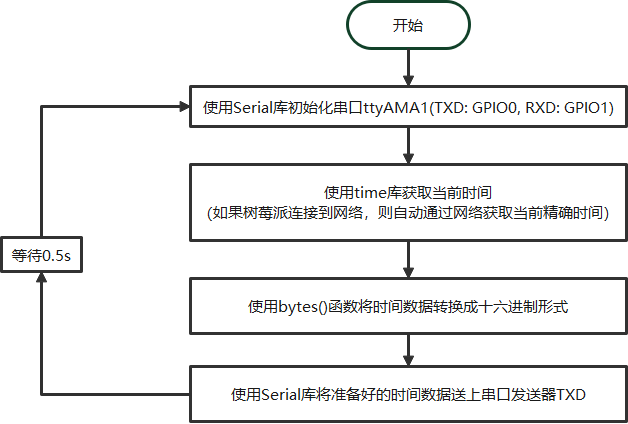 开始
使用Serial库初始化串口ttyAMA1(TXD: GPIO0, RXD: GPIO1)
使用time库获取当前时间
(如果树莓派连接到网络，则自动通过网络获取当前精确时间)
等待0.5s
使用bytes()函数将时间数据转换成十六进制形式
使用Serial库将准备好的时间数据送上串口发送器TXD